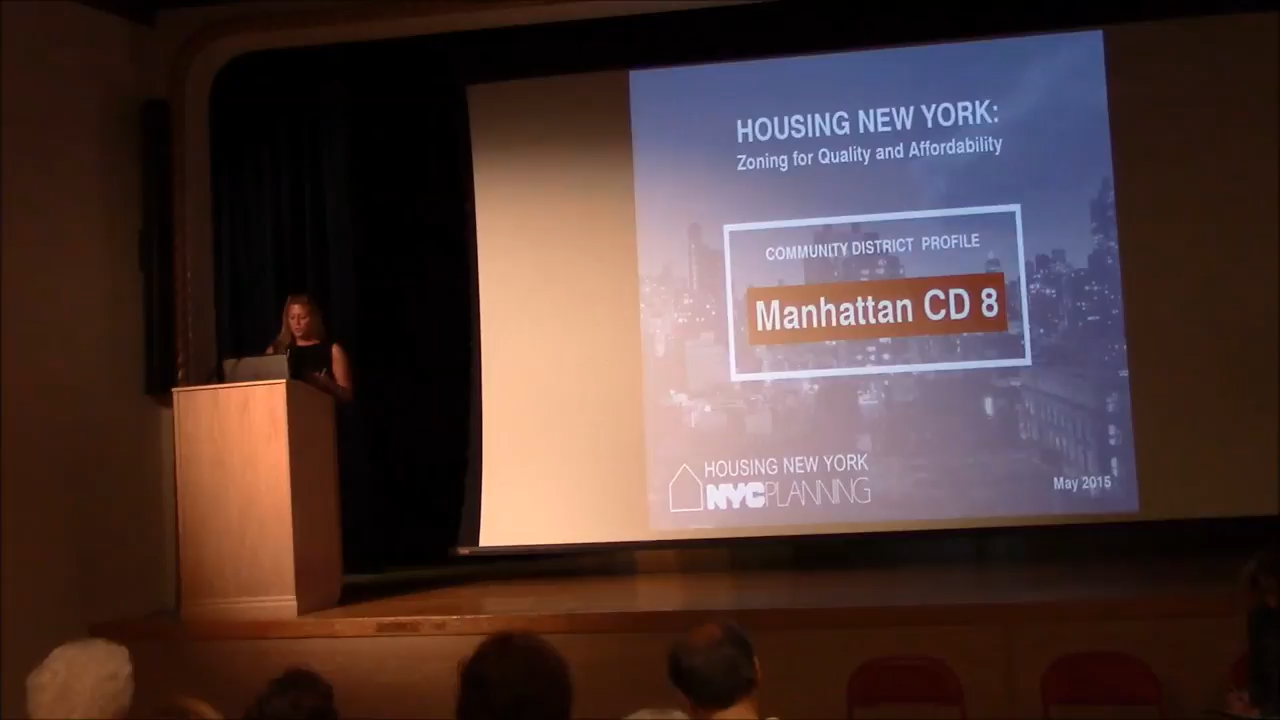 HOUSING NEW YORK:
Zoning for Quality and Affordability
COMMUNITY DISTRICT PROFILE
Manhattan CD 8
HOUSING NEW YORK
NYCPLANNING
May 2015